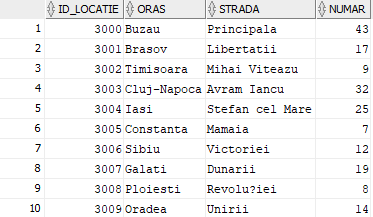 ID_LOCATIE ORAS STRADA NUMAR
1 3000 Buzau Principala 43
2 3001 Brasov Libertatii 17
3 3002 Timisoara Mihai Viteazu 9
4 3003 Cluj-Napoca Avram Iancu 32
5 3004 Iasi Stefan cel Mare 25
6 3005 Constanta Mamaia 7
7 3006 Sibiu Victoriei 12
8 3007 Galati Dunarii 19
9 3008 Ploiesti Revolu?iei 8
10 3009 Oradea Unirii 14